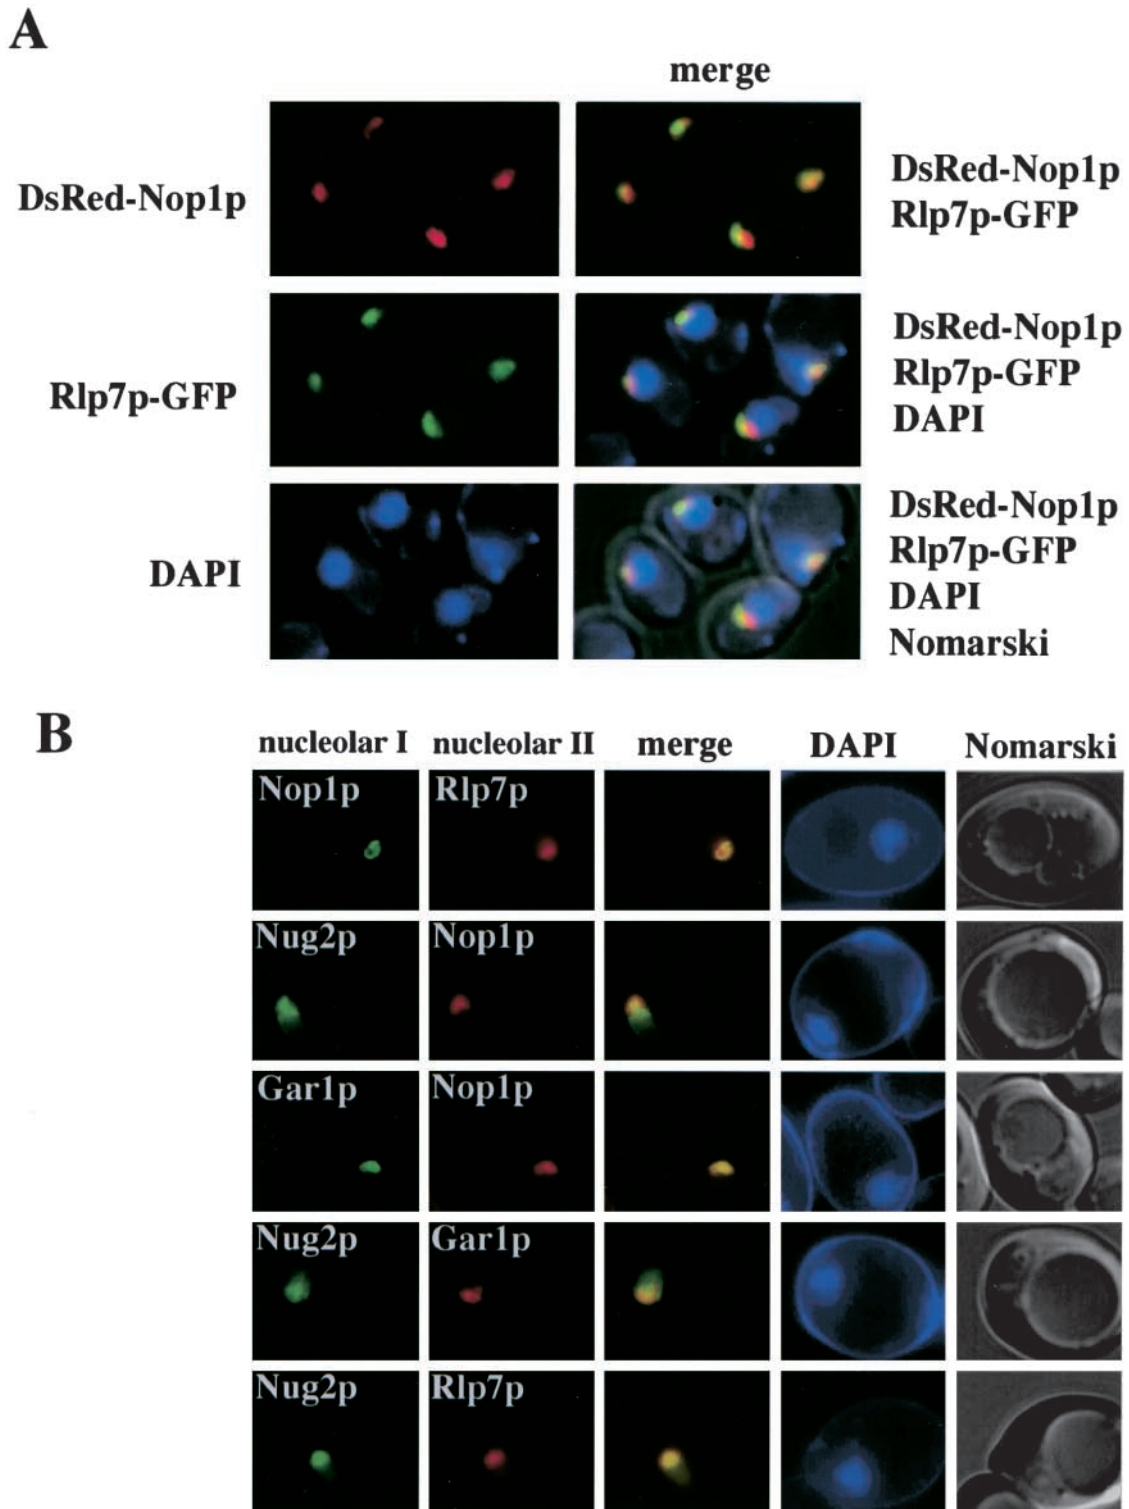 A
merge
DsRed-Nop1p
DsRed-Nop1p
Rlp7p-GFP
Rlp7p-GFP
DsRed-Nop1p
Rlp7p-GFP
DAPI
DAPI
DsRed-Nop1p
Rlp7p-GFP
DAPI
Nomarski
B
nucleolar I nucleolar II merge DAPI Nomarski
Nop1p Rlp7p
Nug2p Nop1p
Gar1p Nop1p
Nug2p Gar1p
Nug2p Rlp7p